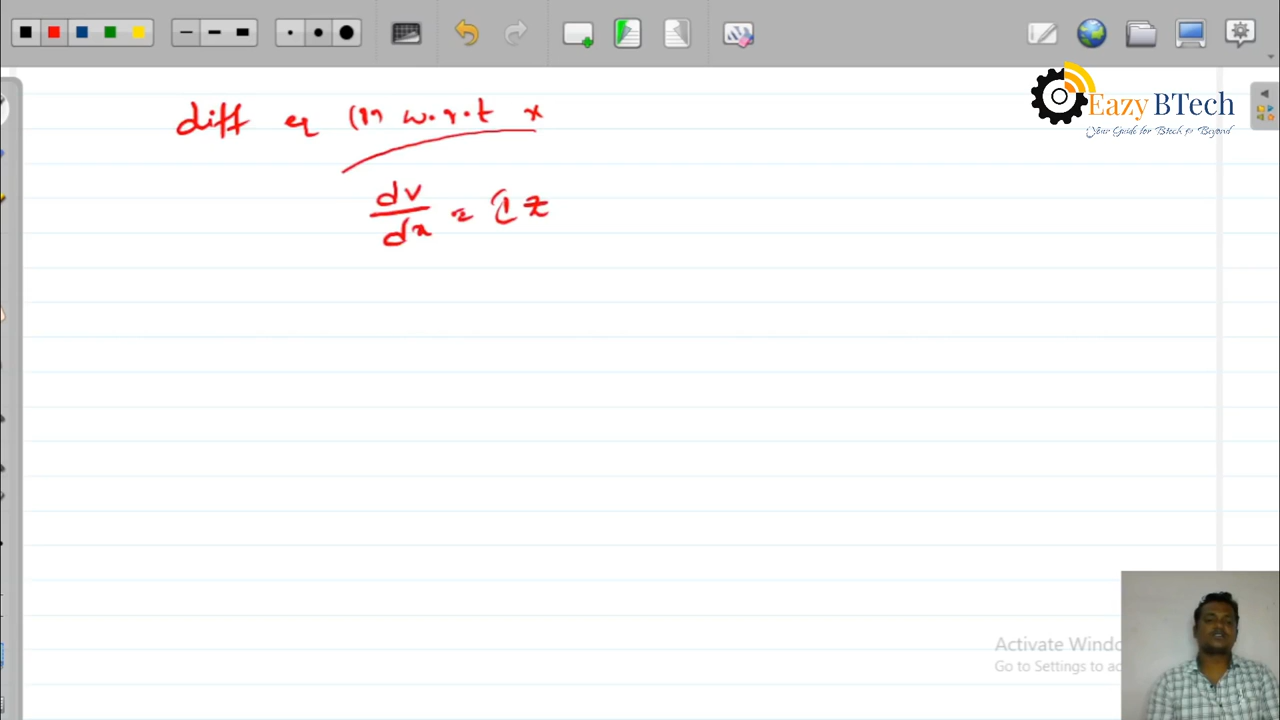 Eazy BTech
Your Guide for Btech & Beyond
diff eq (1) w.r.t x
dv/dx = I z
Activate Windo
Go to Settings to ac